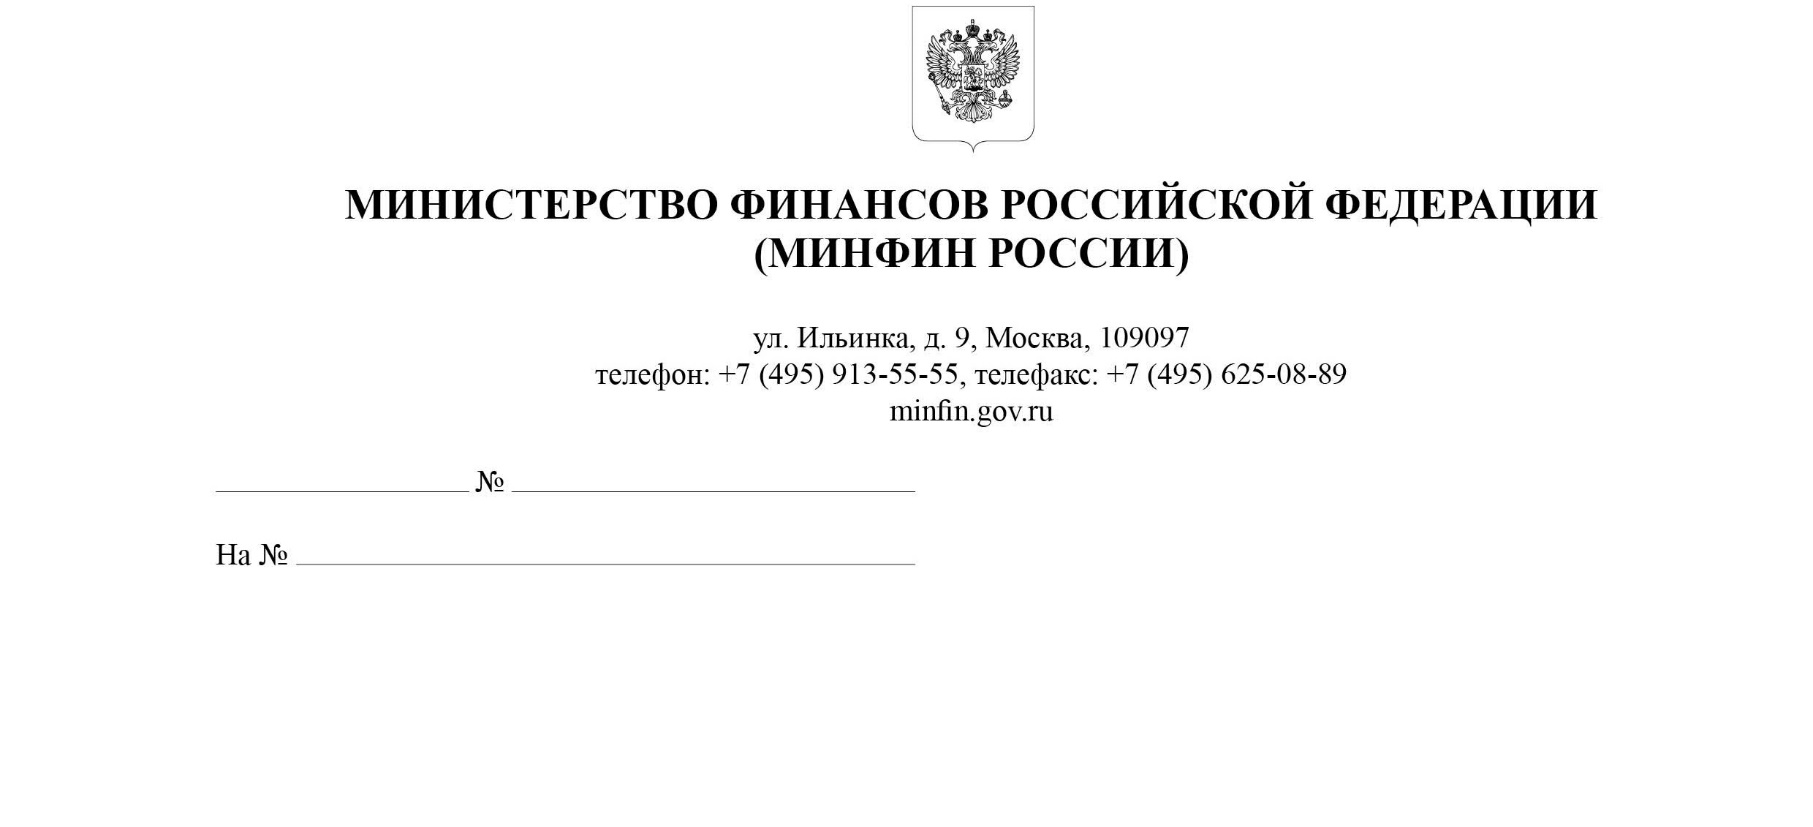 МИНИСТЕРСТВО ФИНАНСОВ РОССИЙСКОЙ ФЕДЕРАЦИИ
(МИНФИН РОССИИ)
ул. Ильинка, д. 9, Москва, 109097
телефон: +7 (495) 913-55-55, телефакс: +7 (495) 625-08-89
minfin.gov.ru
№
На №